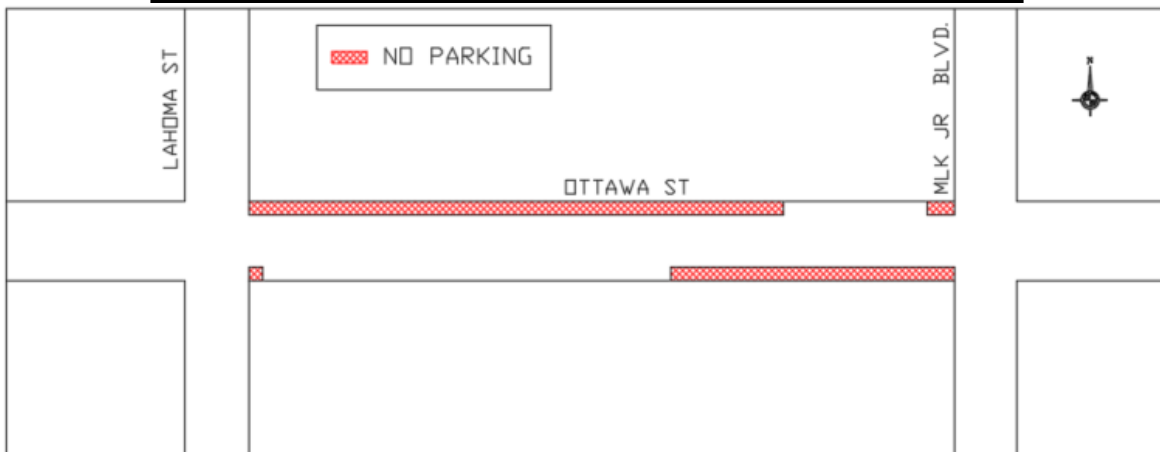 NO PARKING
LAHOMA ST
MLK JR BLVD.
N
OTTAWA ST